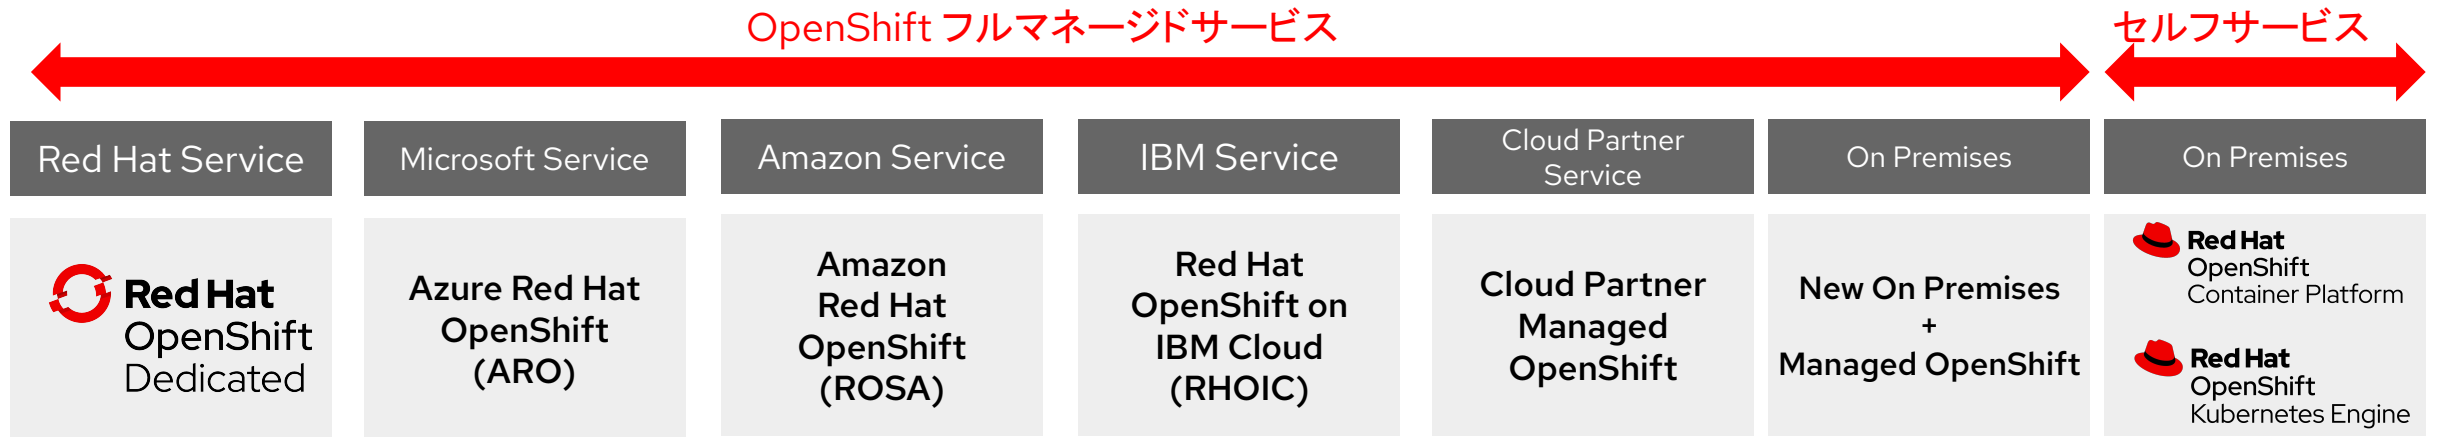 OpenShift フルマネージドサービス
セルフサービス
Red Hat Service
Microsoft Service
Amazon Service
IBM Service
Cloud Partner
Service
On Premises
On Premises
Red Hat
OpenShift
Dedicated
Azure Red Hat
OpenShift
(ARO)
Amazon
Red Hat
OpenShift
(ROSA)
Red Hat
OpenShift on
IBM Cloud
(RHOIC)
Cloud Partner
Managed
OpenShift
New On Premises
+
Managed OpenShift
Red Hat
OpenShift
Container Platform
Red Hat
OpenShift
Kubernetes Engine